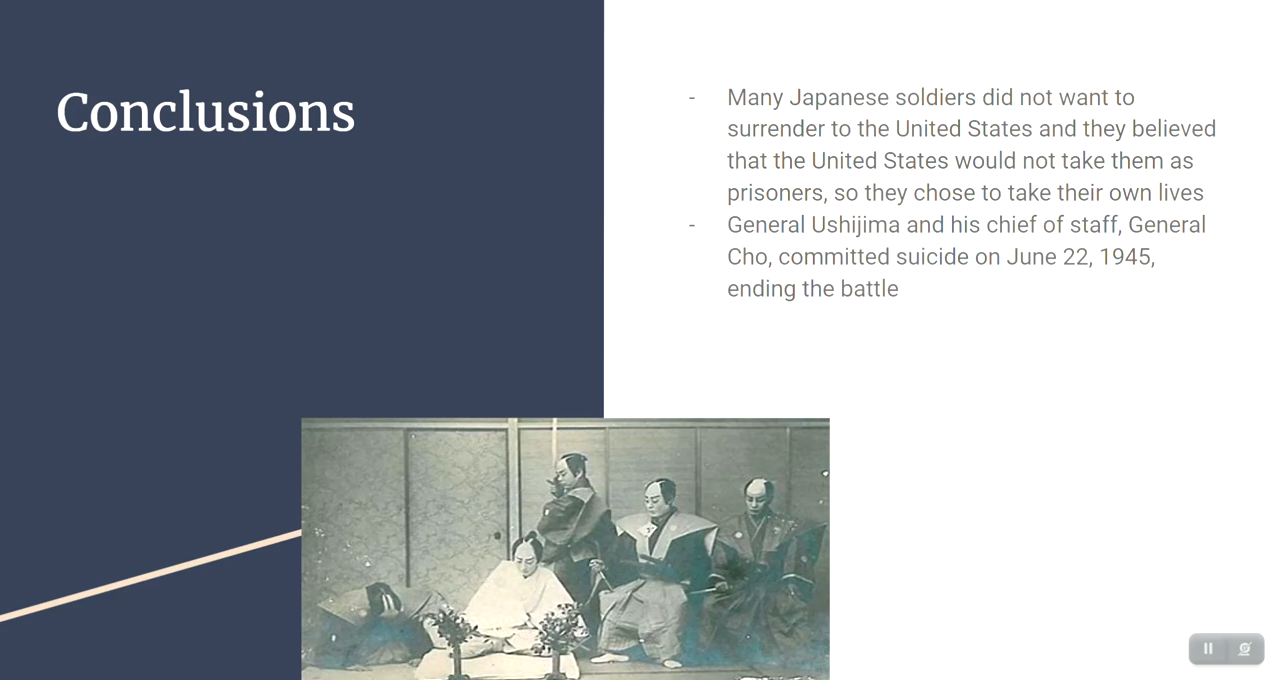 Conclusions
- Many Japanese soldiers did not want to
surrender to the United States and they believed
that the United States would not take them as
prisoners, so they chose to take their own lives
- General Ushijima and his chief of staff, General
Cho, committed suicide on June 22, 1945,
ending the battle